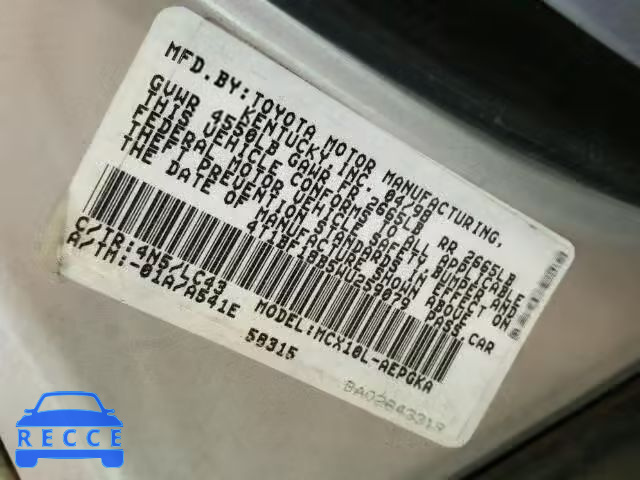 MFD.BY:TOYOTA MOTOR MANUFACTURING,
KENTUCKY INC. 04/98
GVWR 4550LB GAWR FR 2665LB RR 2665LB
THIS VEHICLE CONFORMS TO ALL APPLICABLE
FEDERAL MOTOR VEHICLE SAFETY, BUMPER AND
THEFT PREVENTION STANDARDS IN EFFECT ON
THE DATE OF MANUFACTURE SHOWN ABOVE.
4T1BF18B5WU259079 PASS.CAR
C/TR:4N5/LC43
A/TM:-01A/A541E MODEL:MCX10L-AEPGKA
58315
BA02843319
RECCE